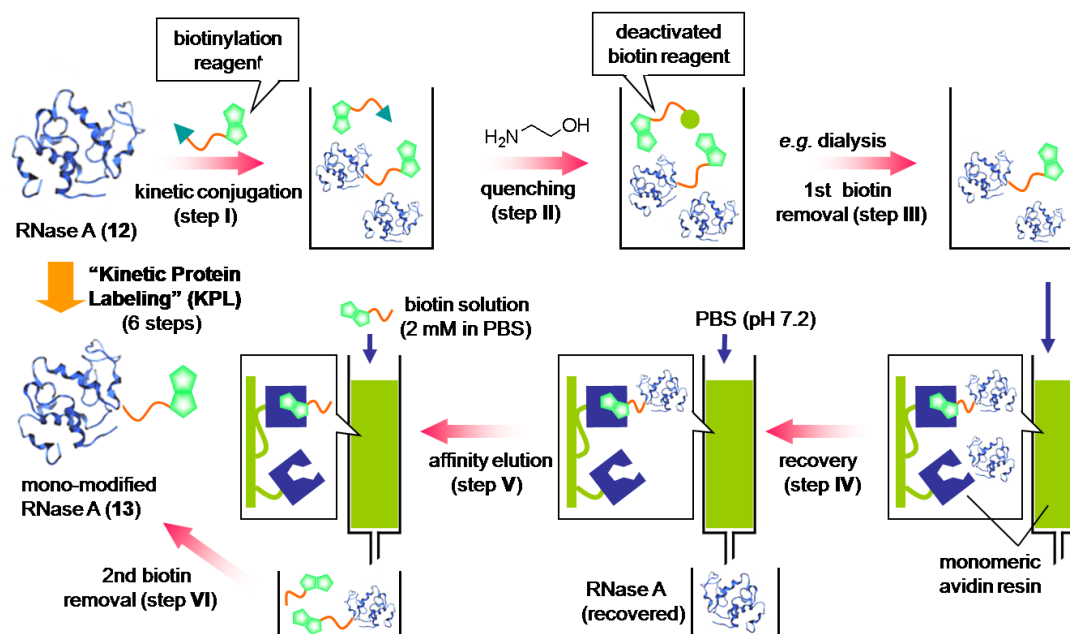 biotinylation
reagent
deactivated
biotin reagent
H₂N
OH
RNase A (12)
kinetic conjugation
(step I)
quenching
(step II)
e.g. dialysis
1st biotin
removal (step III)
“Kinetic Protein
Labeling” (KPL)
(6 steps)
biotin solution
(2 mM in PBS)
PBS (pH 7.2)
mono-modified
RNase A (13)
affinity elution
(step V)
recovery
(step IV)
2nd biotin
removal (step VI)
RNase A
(recovered)
monomeric
avidin resin